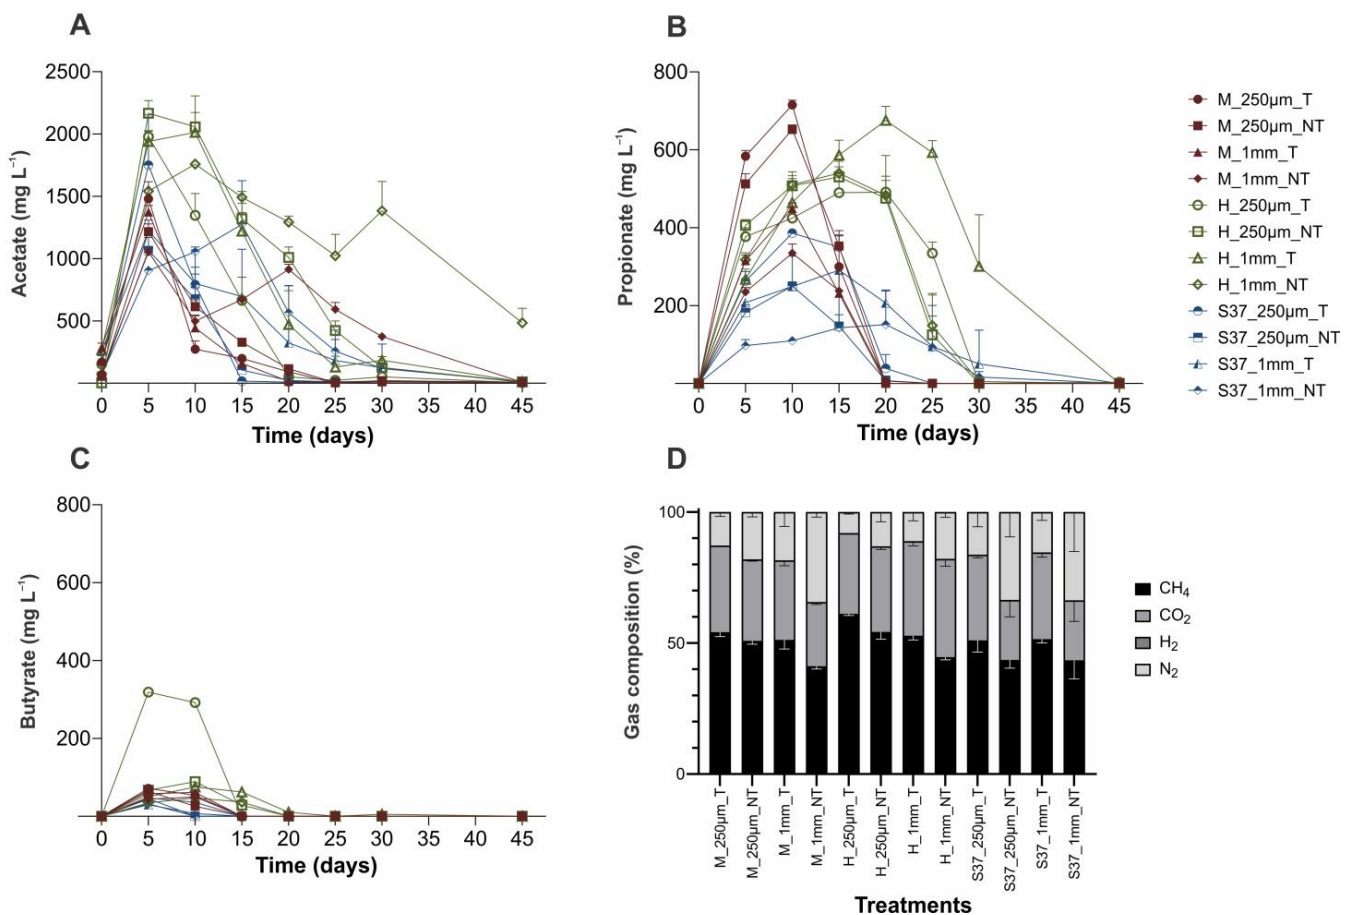 A
2500
2000
1500
1000
500
Acetate (mg L⁻¹)
0 5 10 15 20 25 30 35 40 45
Time (days)
B
800
600
400
200
Propionate (mg L⁻¹)
0 5 10 15 20 25 30 35 40 45
Time (days)
M_250µm_T
M_250µm_NT
M_1mm_T
M_1mm_NT
H_250µm_T
H_250µm_NT
H_1mm_T
H_1mm_NT
S37_250µm_T
S37_250µm_NT
S37_1mm_T
S37_1mm_NT
C
800
600
400
200
Butyrate (mg L⁻¹)
0 5 10 15 20 25 30 35 40 45
Time (days)
D
100
50
0
Gas composition (%)
M_250µm_T
M_250µm_NT
M_1mm_T
M_1mm_NT
H_250µm_T
H_250µm_NT
H_1mm_T
H_1mm_NT
S37_250µm_T
S37_250µm_NT
S37_1mm_T
S37_1mm_NT
Treatments
CH₄
CO₂
H₂
N₂